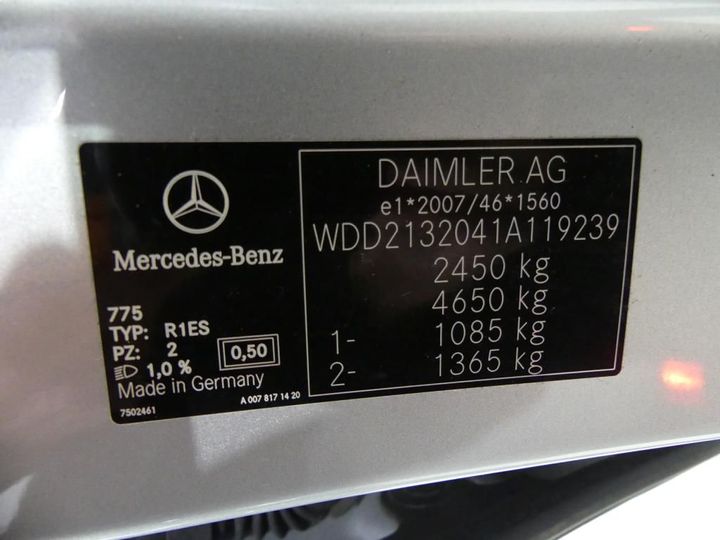 Mercedes-Benz
775
TYP: R1ES
PZ: 2
0,50
1,0 %
Made in Germany
7502461
A 007 817 14 20
DAIMLER AG
e1*2007/46*1560
WDD2132041A119239
2450 kg
4650 kg
1- 1085 kg
2- 1365 kg